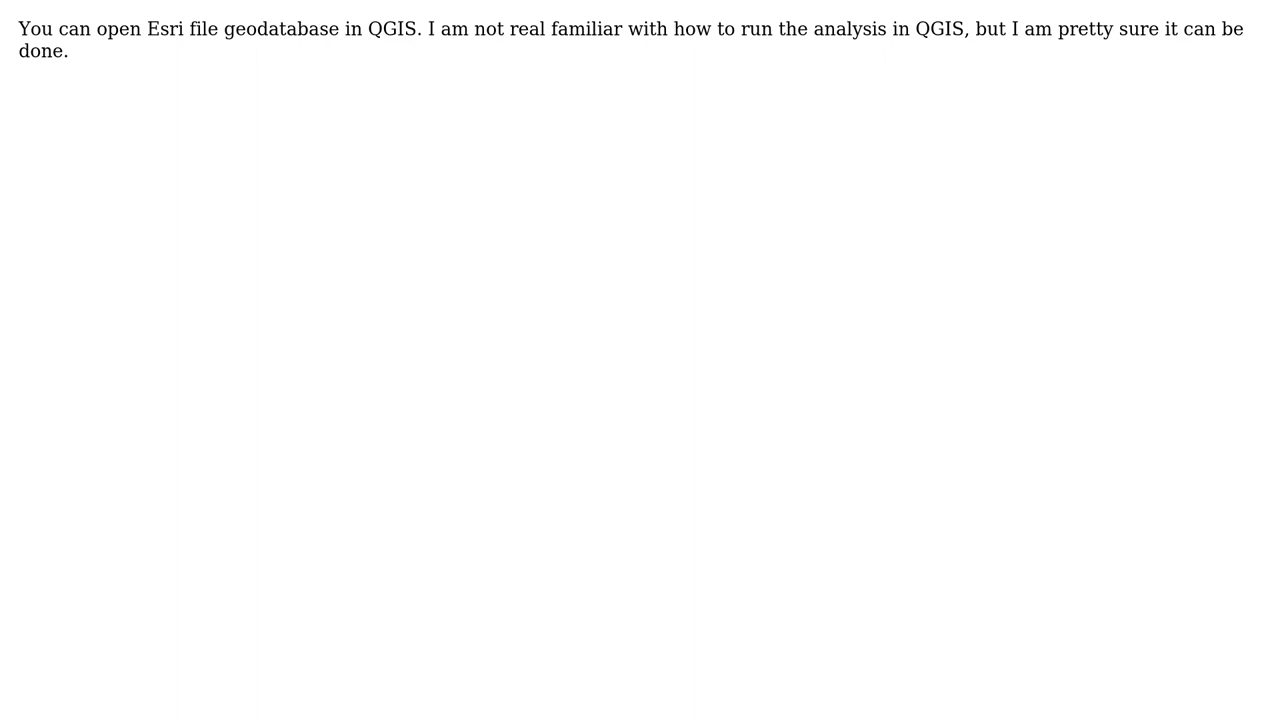 You can open Esri file geodatabase in QGIS. I am not real familiar with how to run the analysis in QGIS, but I am pretty sure it can be
done.